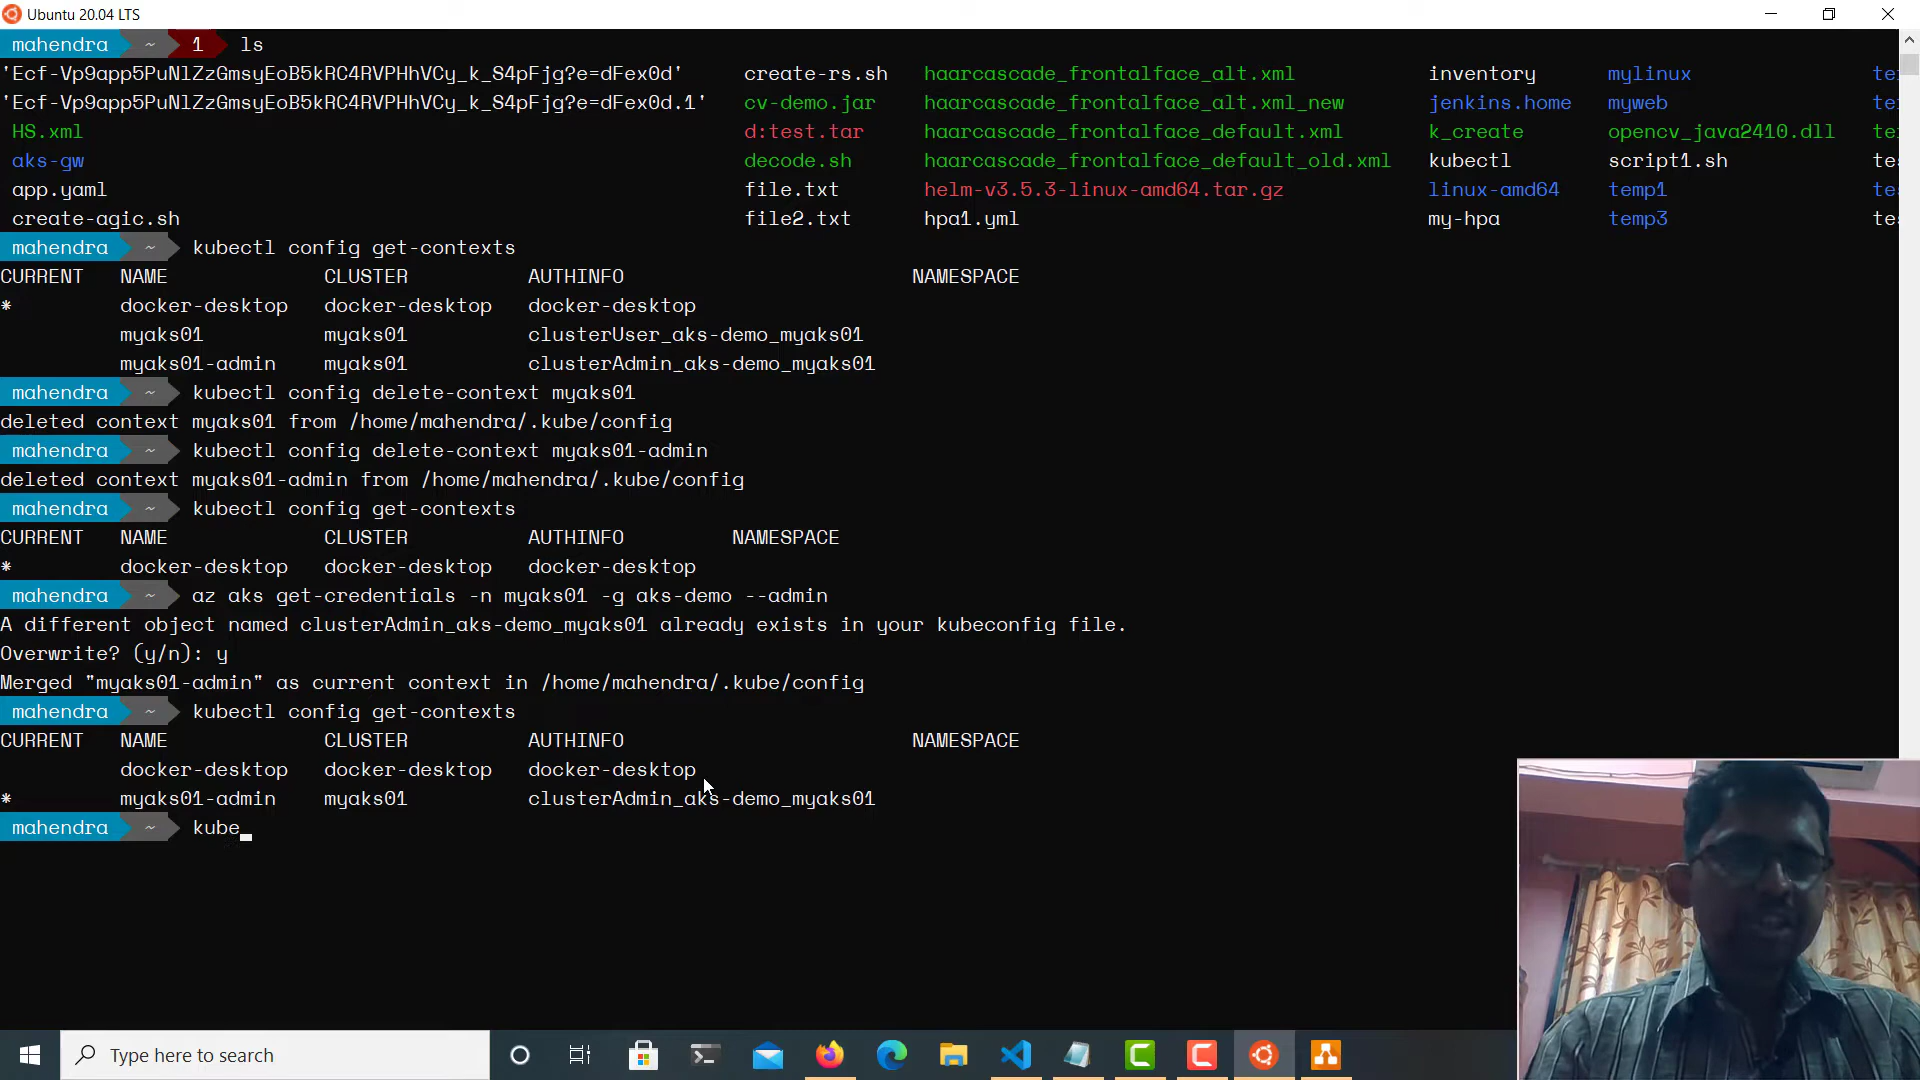 Ubuntu 20.04 LTS
mahendra ~ 1 ls
'Ecf-Vp9app5PuNlZzGmsyEoB5kRC4RVPHhVCy_k_S4pFjg?e=dFex0d' create-rs.sh haarcascade_frontalface_alt.xml inventory mylinux te
'Ecf-Vp9app5PuNlZzGmsyEoB5kRC4RVPHhVCy_k_S4pFjg?e=dFex0d.1' cv-demo.jar haarcascade_frontalface_alt.xml_new jenkins.home myweb te
HS.xml d:test.tar haarcascade_frontalface_default.xml k_create opencv_java2410.dll te
aks-gw decode.sh haarcascade_frontalface_default_old.xml kubectl script1.sh te
app.yaml file.txt helm-v3.5.3-linux-amd64.tar.gz linux-amd64 temp1 te
create-agic.sh file2.txt hpa1.yml my-hpa temp3 te
mahendra ~ kubectl config get-contexts
CURRENT NAME CLUSTER AUTHINFO NAMESPACE
* docker-desktop docker-desktop docker-desktop
myaks01 myaks01 clusterUser_aks-demo_myaks01
myaks01-admin myaks01 clusterAdmin_aks-demo_myaks01
mahendra ~ kubectl config delete-context myaks01
deleted context myaks01 from /home/mahendra/.kube/config
mahendra ~ kubectl config delete-context myaks01-admin
deleted context myaks01-admin from /home/mahendra/.kube/config
mahendra ~ kubectl config get-contexts
CURRENT NAME CLUSTER AUTHINFO NAMESPACE
* docker-desktop docker-desktop docker-desktop
mahendra ~ az aks get-credentials -n myaks01 -g aks-demo --admin
A different object named clusterAdmin_aks-demo_myaks01 already exists in your kubeconfig file.
Overwrite? (y/n): y
Merged "myaks01-admin" as current context in /home/mahendra/.kube/config
mahendra ~ kubectl config get-contexts
CURRENT NAME CLUSTER AUTHINFO NAMESPACE
docker-desktop docker-desktop docker-desktop
* myaks01-admin myaks01 clusterAdmin_aks-demo_myaks01
mahendra ~ kube
Type here to search